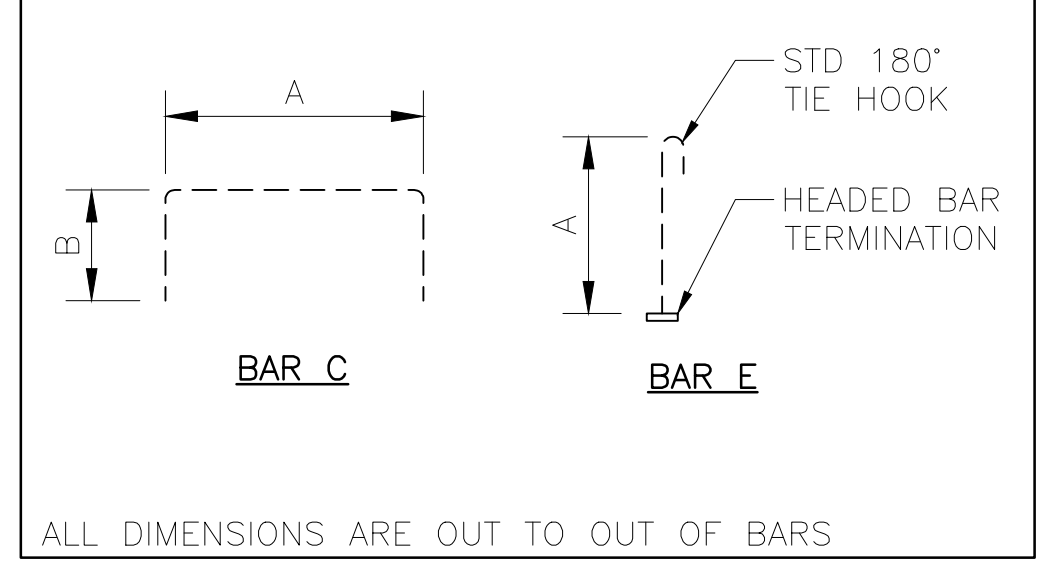 A
B
BAR C
STD 180°
TIE HOOK
A
HEADED BAR
TERMINATION
BAR E
ALL DIMENSIONS ARE OUT TO OUT OF BARS